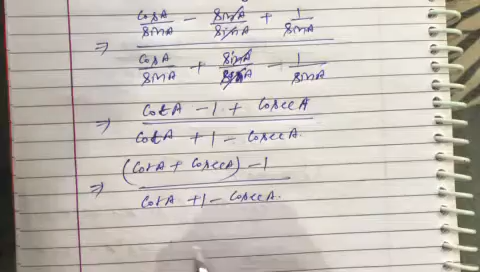 cosA/sinA - sinA/sinA + 1/sinA
⇒ cosA/sinA + sinA/sinA - 1/sinA
cotA - 1 + cosecA
⇒ cotA + 1 - cosecA.
(cotA + cosecA) - 1
⇒ cotA + 1 - cosecA.